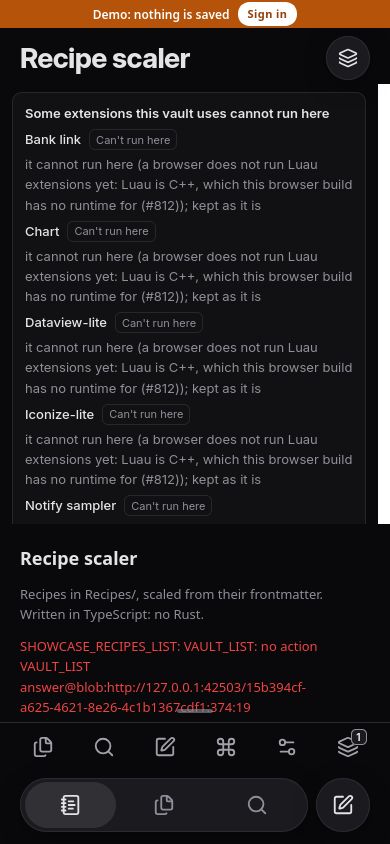 Demo: nothing is saved Sign in
Recipe scaler
Some extensions this vault uses cannot run here
Bank link Can't run here
it cannot run here (a browser does not run Luau
extensions yet: Luau is C++, which this browser build
has no runtime for (#812)); kept as it is
Chart Can't run here
it cannot run here (a browser does not run Luau
extensions yet: Luau is C++, which this browser build
has no runtime for (#812)); kept as it is
Dataview-lite Can't run here
it cannot run here (a browser does not run Luau
extensions yet: Luau is C++, which this browser build
has no runtime for (#812)); kept as it is
Iconize-lite Can't run here
it cannot run here (a browser does not run Luau
extensions yet: Luau is C++, which this browser build
has no runtime for (#812)); kept as it is
Notify sampler Can't run here
Recipe scaler
Recipes in Recipes/, scaled from their frontmatter.
Written in TypeScript: no Rust.
SHOWCASE_RECIPES_LIST: VAULT_LIST: no action
VAULT_LIST
answer@blob:http://127.0.0.1:42503/15b394cf-
a625-4621-8e26-4c1b1367cdf1:374:19
1